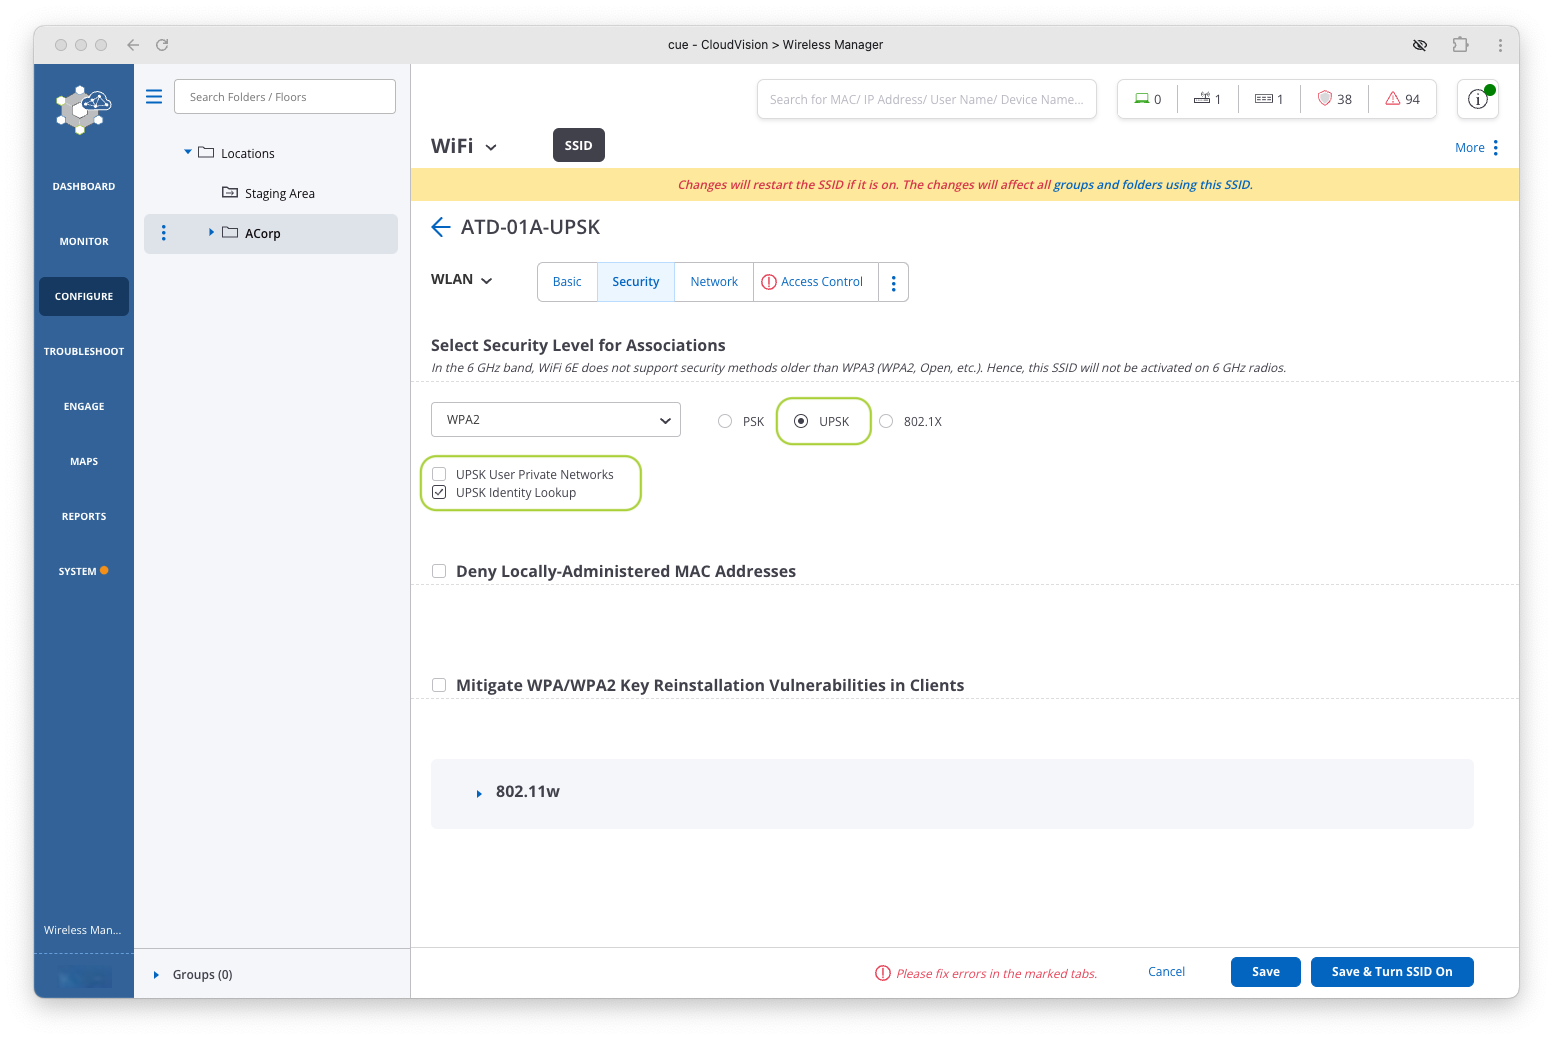 cue - CloudVision > Wireless Manager
Search Folders / Floors
Search for MAC/ IP Address/ User Name/ Device Name...
0
1
1
38
94
DASHBOARD
MONITOR
CONFIGURE
TROUBLESHOOT
ENGAGE
MAPS
REPORTS
SYSTEM
Wireless Man...
Locations
Staging Area
ACorp
Groups (0)
WiFi
SSID
More
Changes will restart the SSID if it is on. The changes will affect all groups and folders using this SSID.
ATD-01A-UPSK
WLAN
Basic
Security
Network
Access Control
Select Security Level for Associations
In the 6 GHz band, WiFi 6E does not support security methods older than WPA3 (WPA2, Open, etc.). Hence, this SSID will not be activated on 6 GHz radios.
WPA2
PSK
UPSK
802.1X
UPSK User Private Networks
UPSK Identity Lookup
Deny Locally-Administered MAC Addresses
Mitigate WPA/WPA2 Key Reinstallation Vulnerabilities in Clients
802.11w
Please fix errors in the marked tabs.
Cancel
Save
Save & Turn SSID On